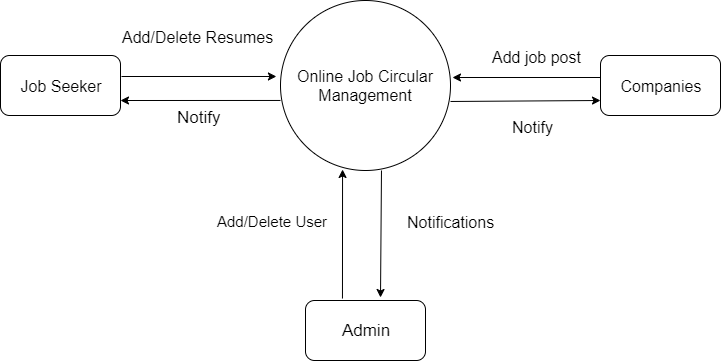 Add/Delete Resumes
Job Seeker
Notify
Online Job Circular
Management
Add job post
Companies
Notify
Add/Delete User
Notifications
Admin